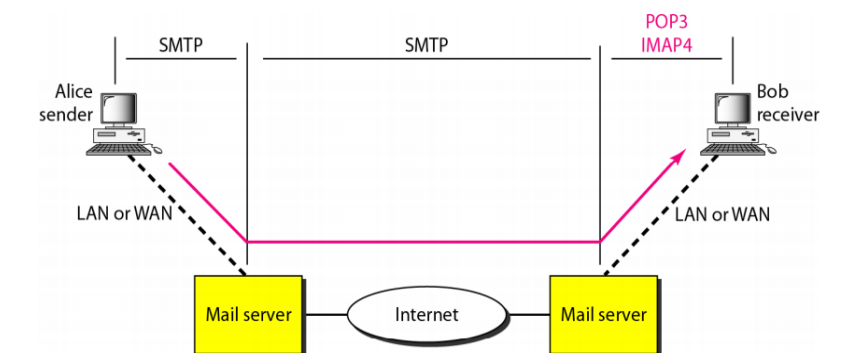 POP3
SMTP
SMTP
IMAP4
Alice
sender
Bob
receiver
LAN or WAN
LAN or WAN
Mail server
Internet
Mail server